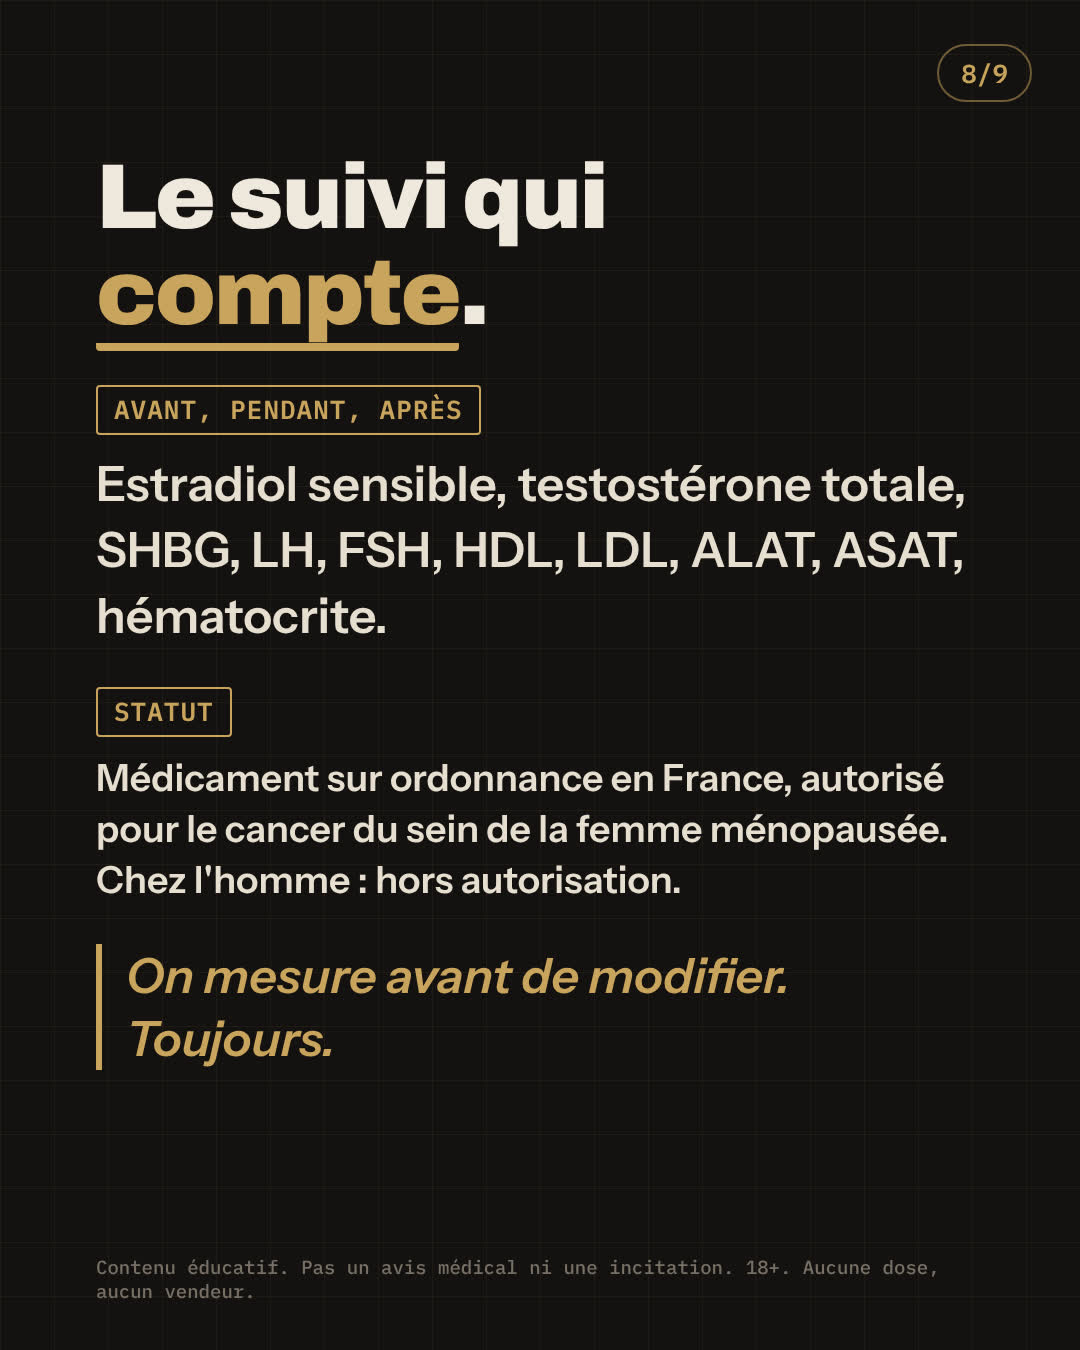 8/9
Le suivi qui
compte.
AVANT, PENDANT, APRÈS
Estradiol sensible, testostérone totale,
SHBG, LH, FSH, HDL, LDL, ALAT, ASAT,
hématocrite.
STATUT
Médicament sur ordonnance en France, autorisé
pour le cancer du sein de la femme ménopausée.
Chez l'homme : hors autorisation.
On mesure avant de modifier.
Toujours.
Contenu éducatif. Pas un avis médical ni une incitation. 18+. Aucune dose,
aucun vendeur.